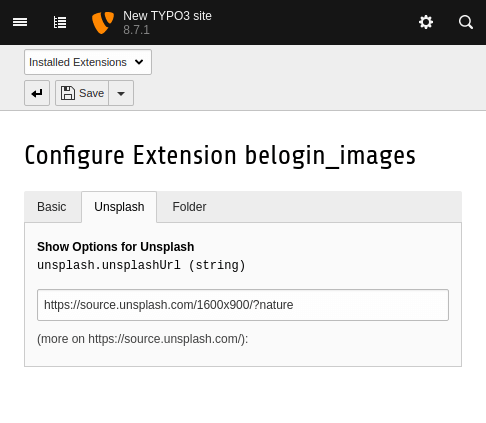 New TYPO3 site
8.7.1
Installed Extensions
Save
Configure Extension belogin_images
Basic Unsplash Folder
Show Options for Unsplash
unsplash.unsplashUrl (string)
https://source.unsplash.com/1600x900/?nature
(more on https://source.unsplash.com/):